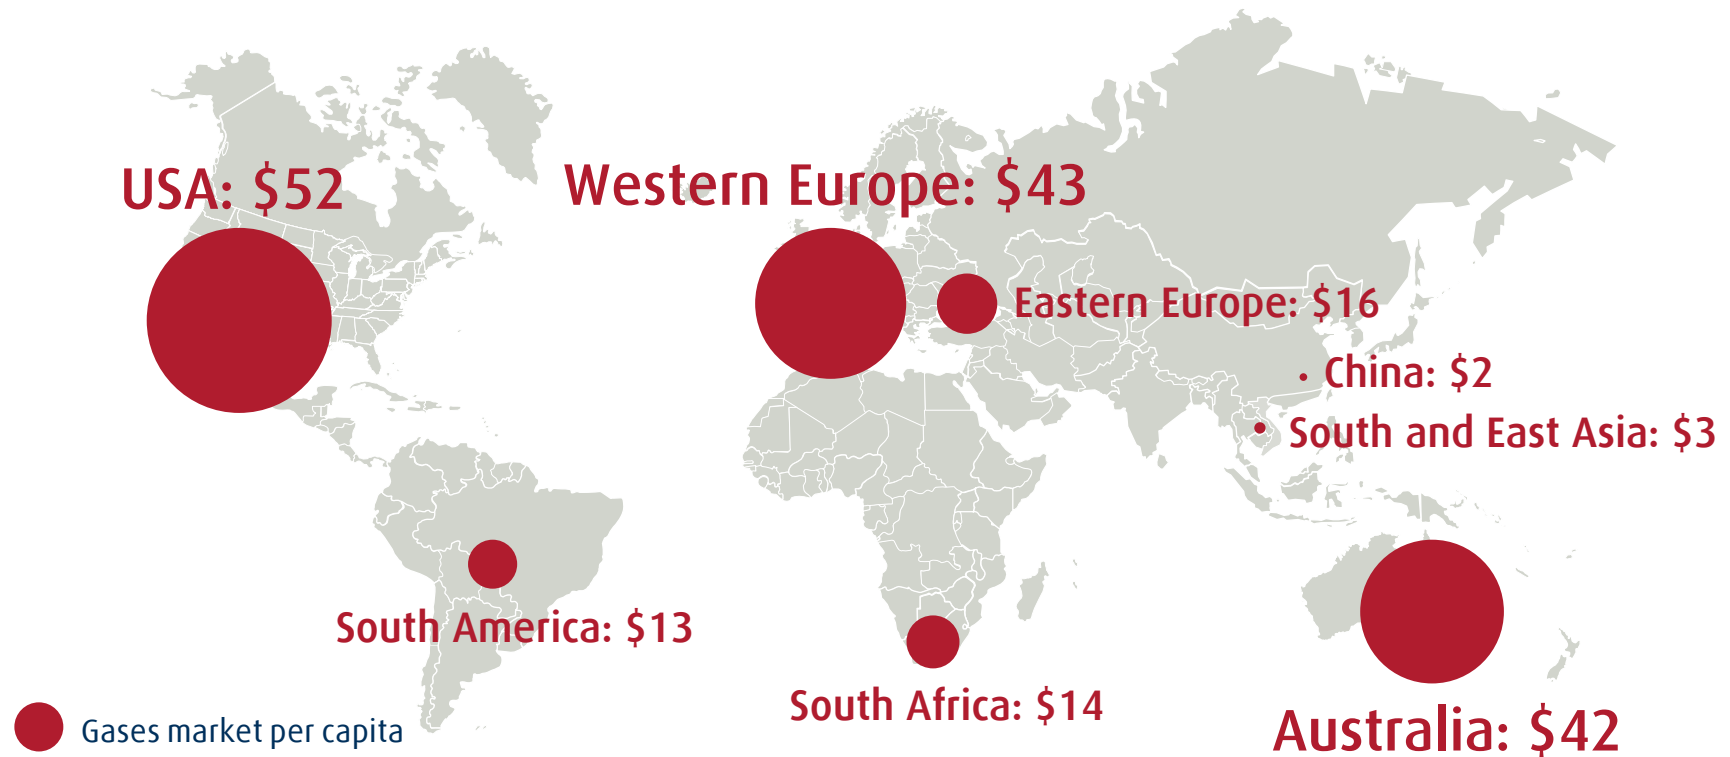 USA: $52
Western Europe: $43
Eastern Europe: $16
China: $2
South and East Asia: $3
South America: $13
South Africa: $14
Australia: $42
Gases market per capita